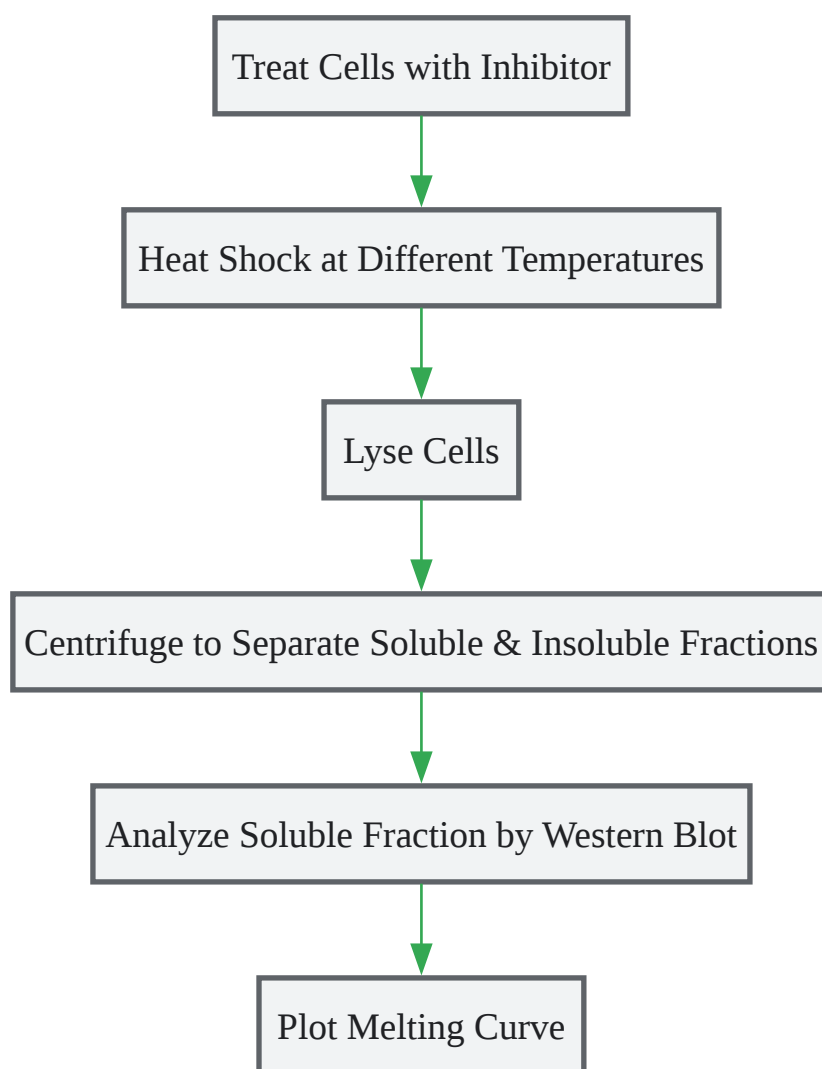 Treat Cells with Inhibitor
Heat Shock at Different Temperatures
Lyse Cells
Centrifuge to Separate Soluble & Insoluble Fractions
Analyze Soluble Fraction by Western Blot
Plot Melting Curve